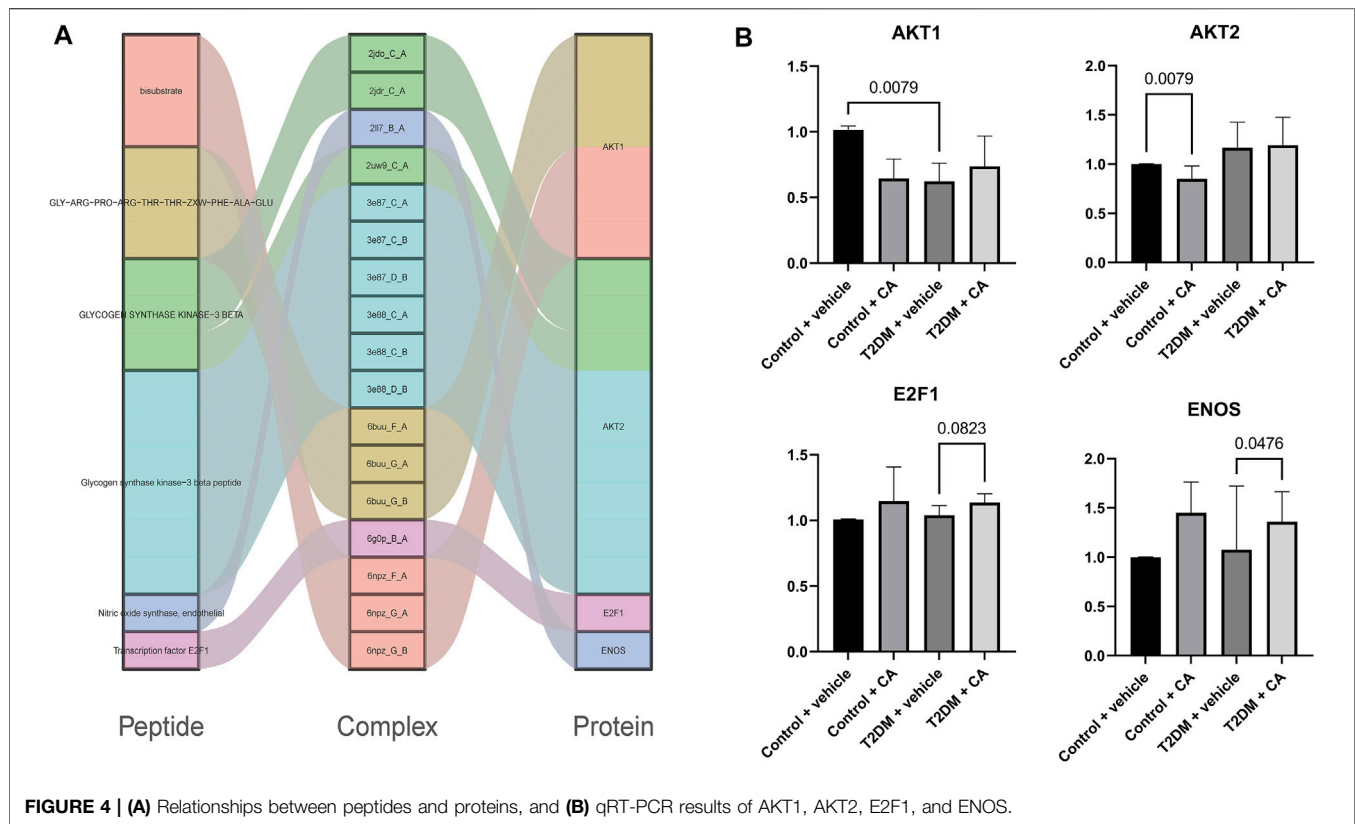 A
bisubstrate
GLY-ARG-PRO-ARG-THR-THR-ZXW-PHE-ALA-GLU
GLYCOGEN SYNTHASE KINASE-3 BETA
Glycogen synthase kinase-3 beta peptide
Nitric oxide synthase, endothelial
Transcription factor E2F1
Peptide
2jdo_C_A
2jdr_C_A
2ll7_B_A
2uw9_C_A
3e87_C_A
3e87_C_B
3e87_D_B
3e88_C_A
3e88_C_B
3e88_D_B
6buu_F_A
6buu_G_A
6buu_G_B
6g0p_B_A
6npz_F_A
6npz_G_A
6npz_G_B
Complex
AKT1
AKT2
E2F1
ENOS
Protein
B
AKT1
1.5
1.0
0.5
0.0
0.0079
Control + vehicle
Control + CA
T2DM + vehicle
T2DM + CA
AKT2
2.0
1.5
1.0
0.5
0.0
0.0079
Control + vehicle
Control + CA
T2DM + vehicle
T2DM + CA
E2F1
1.5
1.0
0.5
0.0
0.0823
Control + vehicle
Control + CA
T2DM + vehicle
T2DM + CA
ENOS
2.0
1.5
1.0
0.5
0.0
0.0476
Control + vehicle
Control + CA
T2DM + vehicle
T2DM + CA
FIGURE 4 | (A) Relationships between peptides and proteins, and (B) qRT-PCR results of AKT1, AKT2, E2F1, and ENOS.